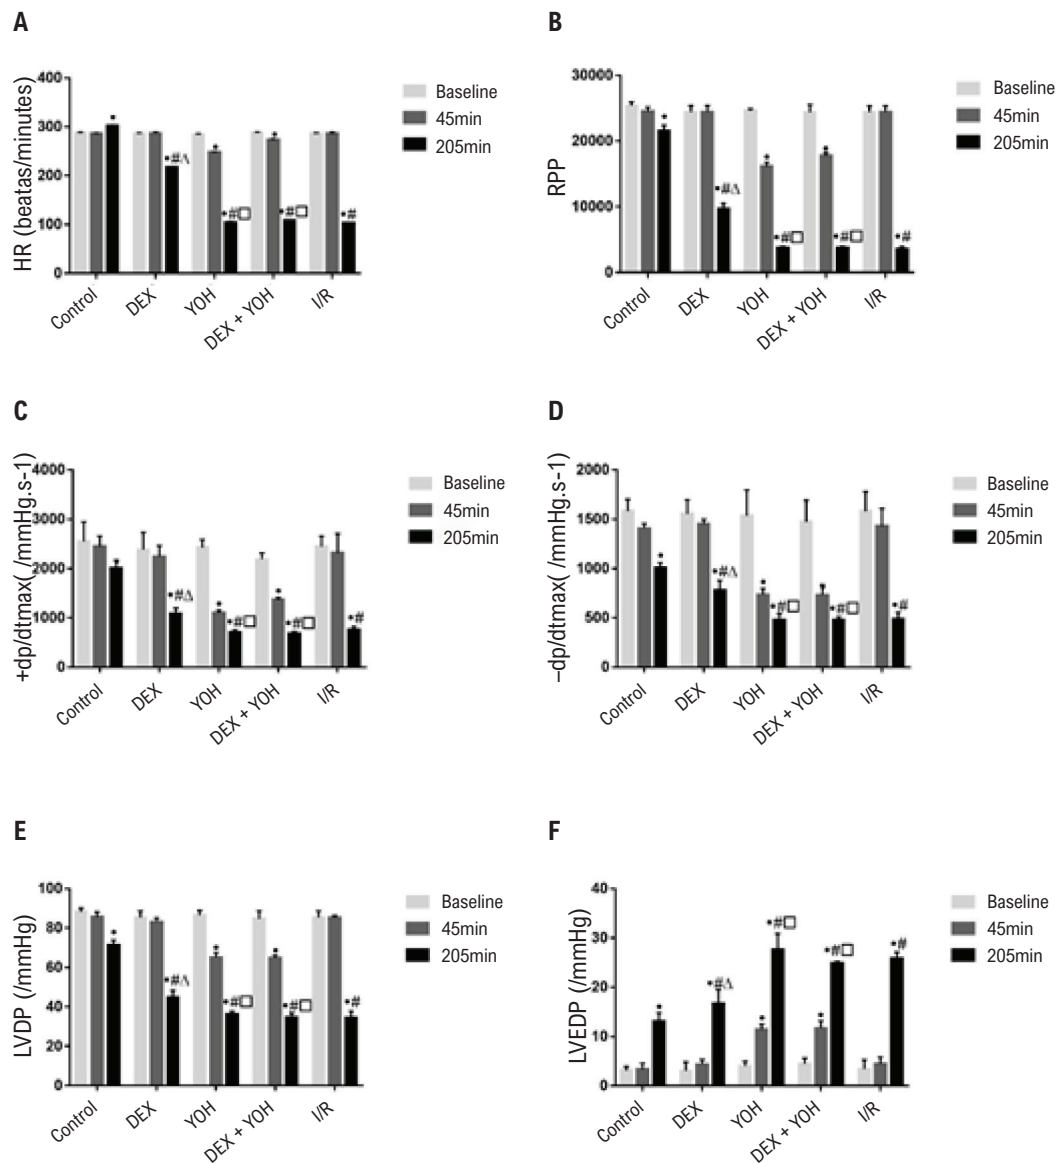 A
HR (beatas/minutes)
400
300
200
100
0
*
*#Δ
*
*#□
*
*#□
*#
Control
DEX
YOH
DEX + YOH
I/R
Baseline
45min
205min
B
RPP
30000
20000
10000
0
*
*#Δ
*
*#□
*
*#□
*#
Control
DEX
YOH
DEX + YOH
I/R
Baseline
45min
205min
C
+dp/dtmax( /mmHg.s-1)
4000
3000
2000
1000
0
*#Δ
*
*#□
*
*#□
*#
Control
DEX
YOH
DEX + YOH
I/R
Baseline
45min
205min
D
–dp/dtmax( /mmHg.s-1)
2000
1500
1000
500
0
*
*#Δ
*
*#□
*
*#□
*#
Control
DEX
YOH
DEX + YOH
I/R
Baseline
45min
205min
E
LVDP (/mmHg)
100
80
60
40
20
0
*
*#Δ
*
*#□
*
*#□
*#
Control
DEX
YOH
DEX + YOH
I/R
Baseline
45min
205min
F
LVEDP (/mmHg)
40
30
20
10
0
*
*#Δ
*
*#□
*
*#□
*#
Control
DEX
YOH
DEX + YOH
I/R
Baseline
45min
205min